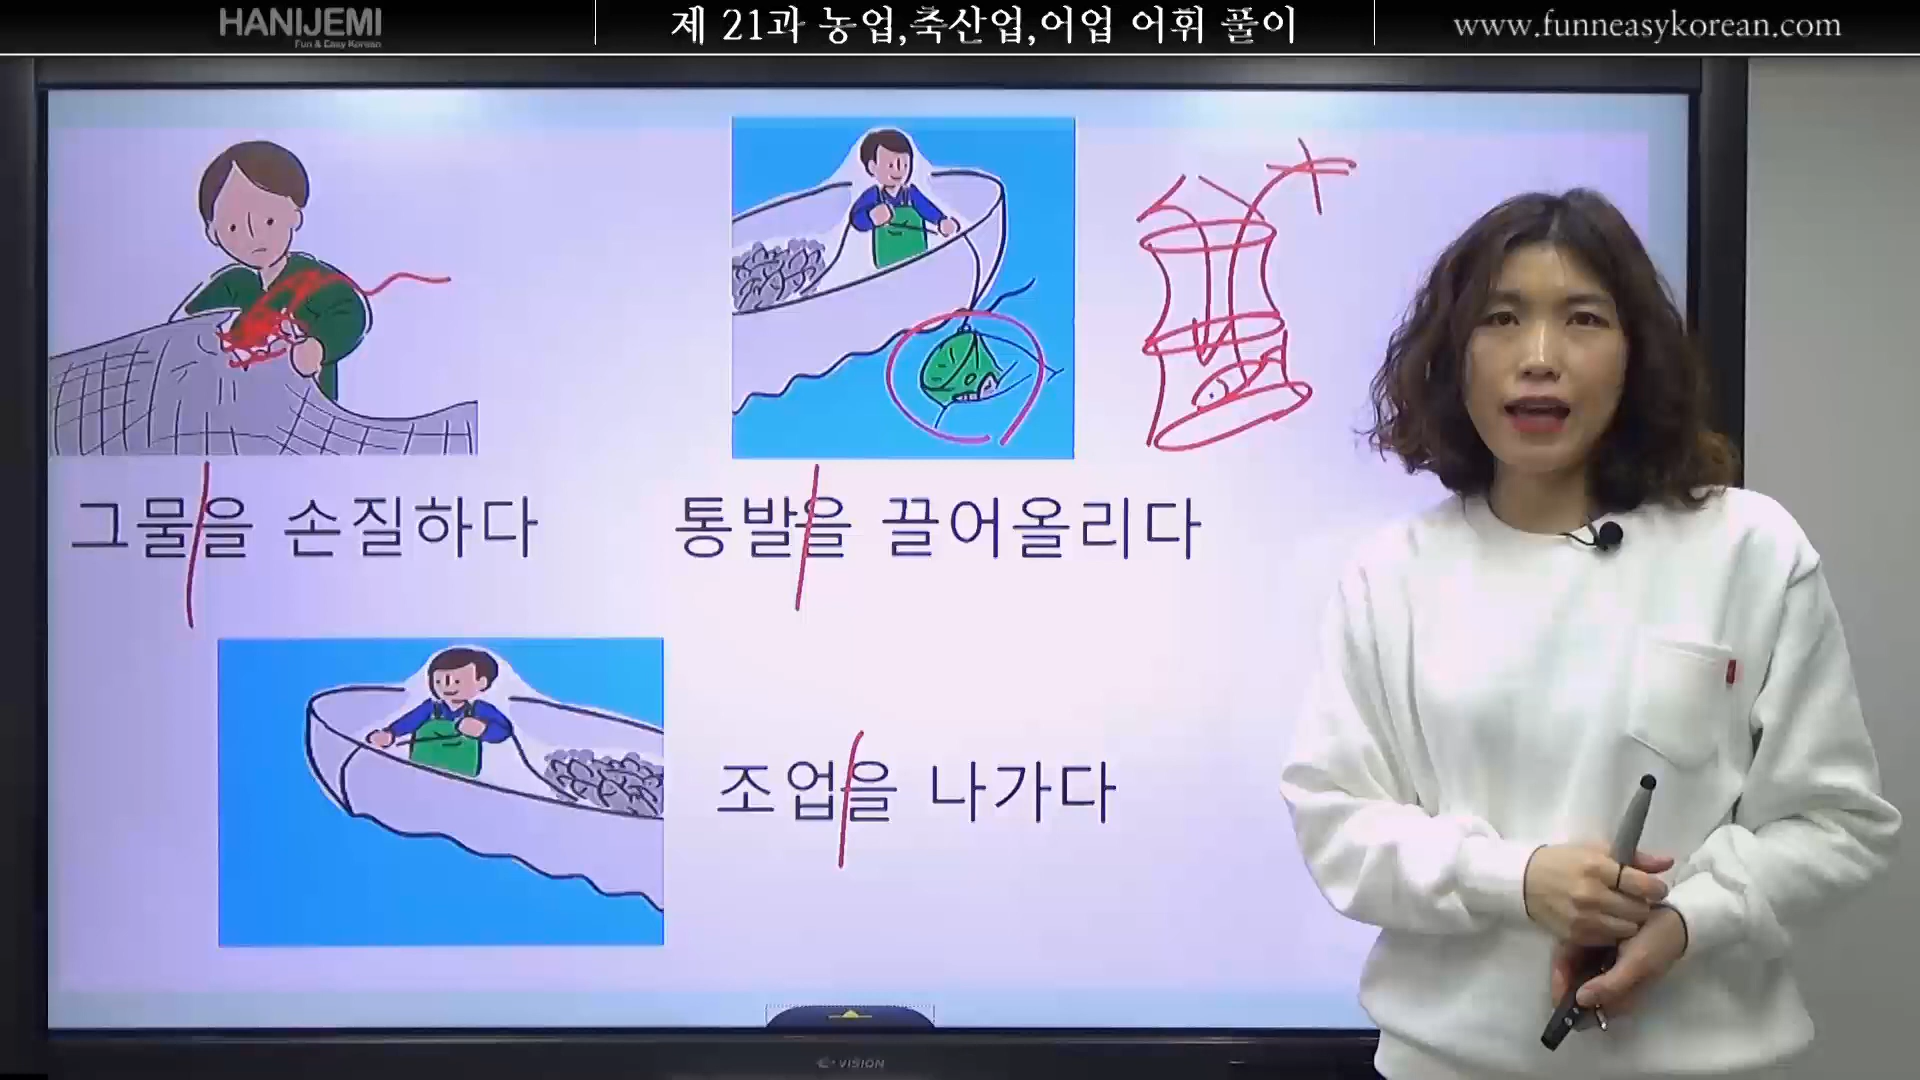 HANIJEMI
Fun & Easy Korean
제 21과 농업,축산업,어업 어휘 풀이
www.funneasykorean.com
그물을 손질하다
통발을 끌어올리다
조업을 나가다
VISION